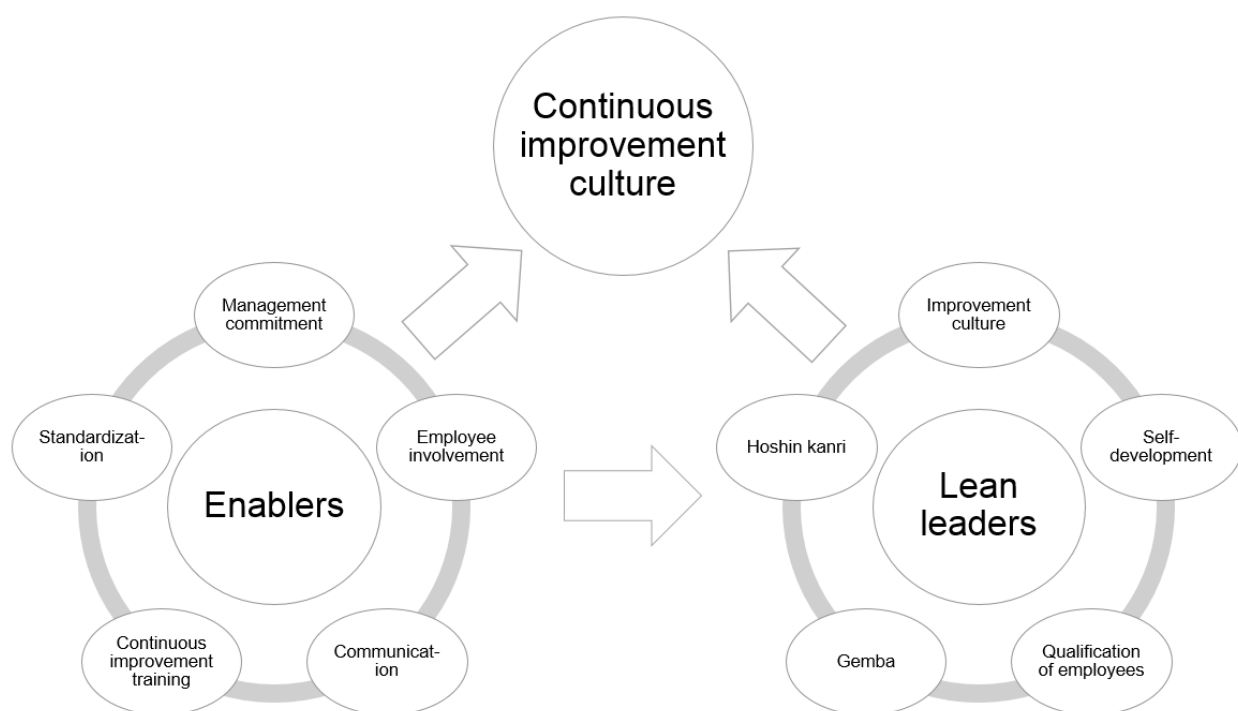 Continuous
improvement
culture
Management
commitment
Standardizat-
ion
Employee
involvement
Enablers
Continuous
improvement
training
Communicat-
ion
Improvement
culture
Hoshin kanri
Self-
development
Lean
leaders
Gemba
Qualification
of employees